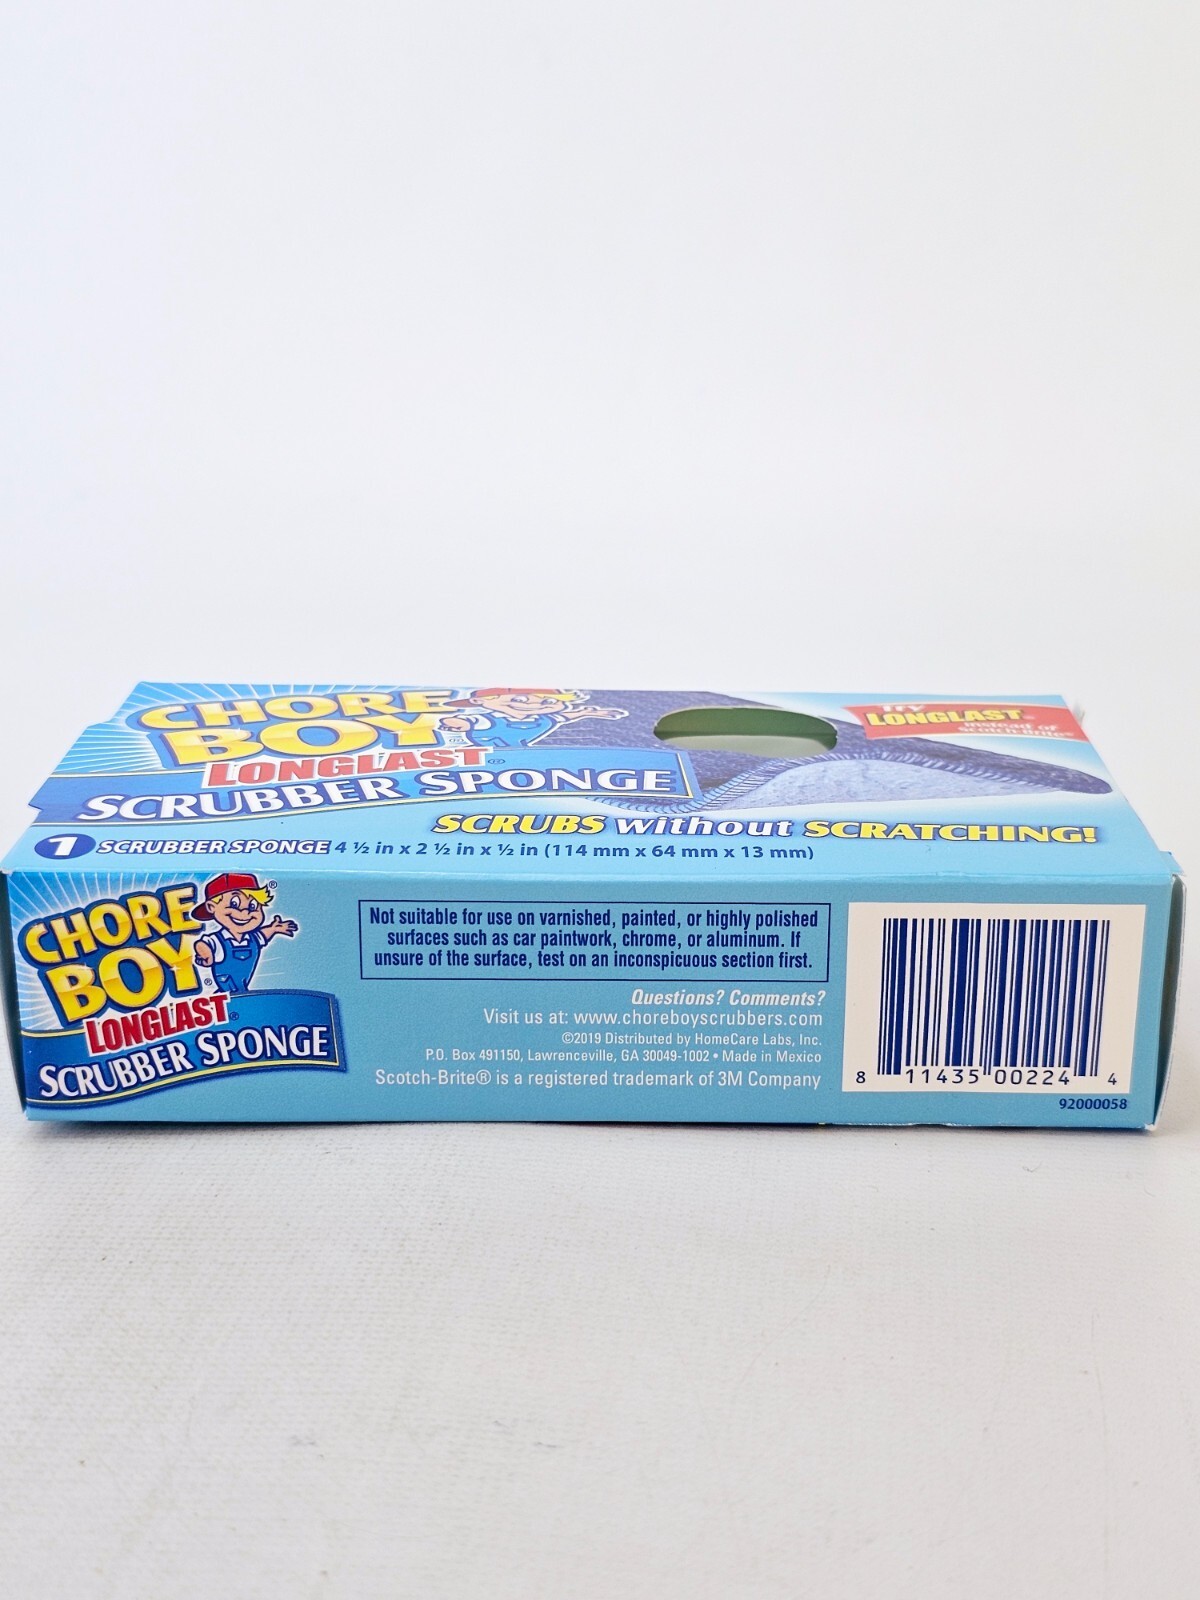 CHORE
BOY®
LONGLAST®
SCRUBBER SPONGE
Try
LONGLAST®
instead of
Scotch-Brite®
SCRUBS without SCRATCHING!
1 SCRUBBER SPONGE 4 ½ in x 2 ½ in x ½ in (114 mm x 64 mm x 13 mm)
CHORE
BOY®
LONGLAST®
SCRUBBER SPONGE
Not suitable for use on varnished, painted, or highly polished
surfaces such as car paintwork, chrome, or aluminum. If
unsure of the surface, test on an inconspicuous section first.
Questions? Comments?
Visit us at: www.choreboyscrubbers.com
©2019 Distributed by HomeCare Labs, Inc.
P.O. Box 491150, Lawrenceville, GA 30049-1002 • Made in Mexico
Scotch-Brite® is a registered trademark of 3M Company
8 11435 00224 4
92000058